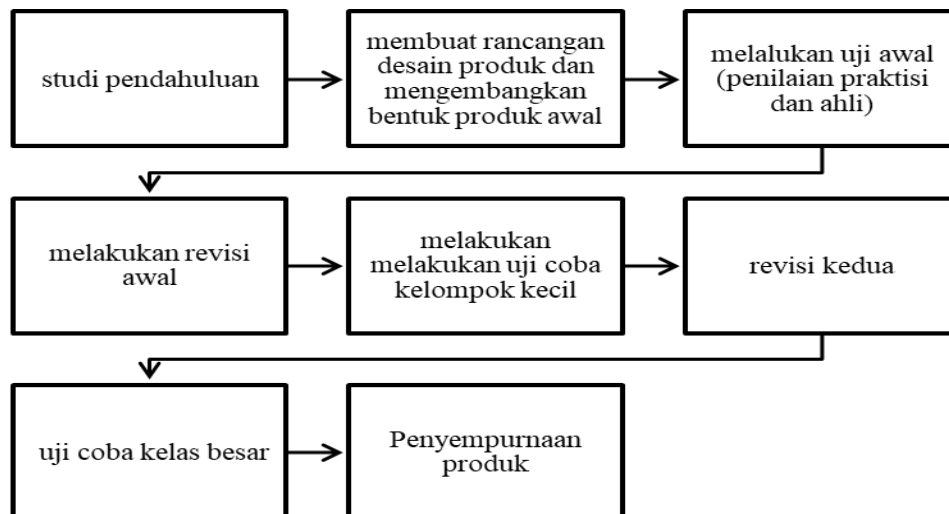 studi pendahuluan
membuat rancangan
desain produk dan
mengembangkan
bentuk produk awal
melalukan uji awal
(penilaian praktisi
dan ahli)
melakukan revisi
awal
melakukan
melakukan uji coba
kelompok kecil
revisi kedua
uji coba kelas besar
Penyempurnaan
produk